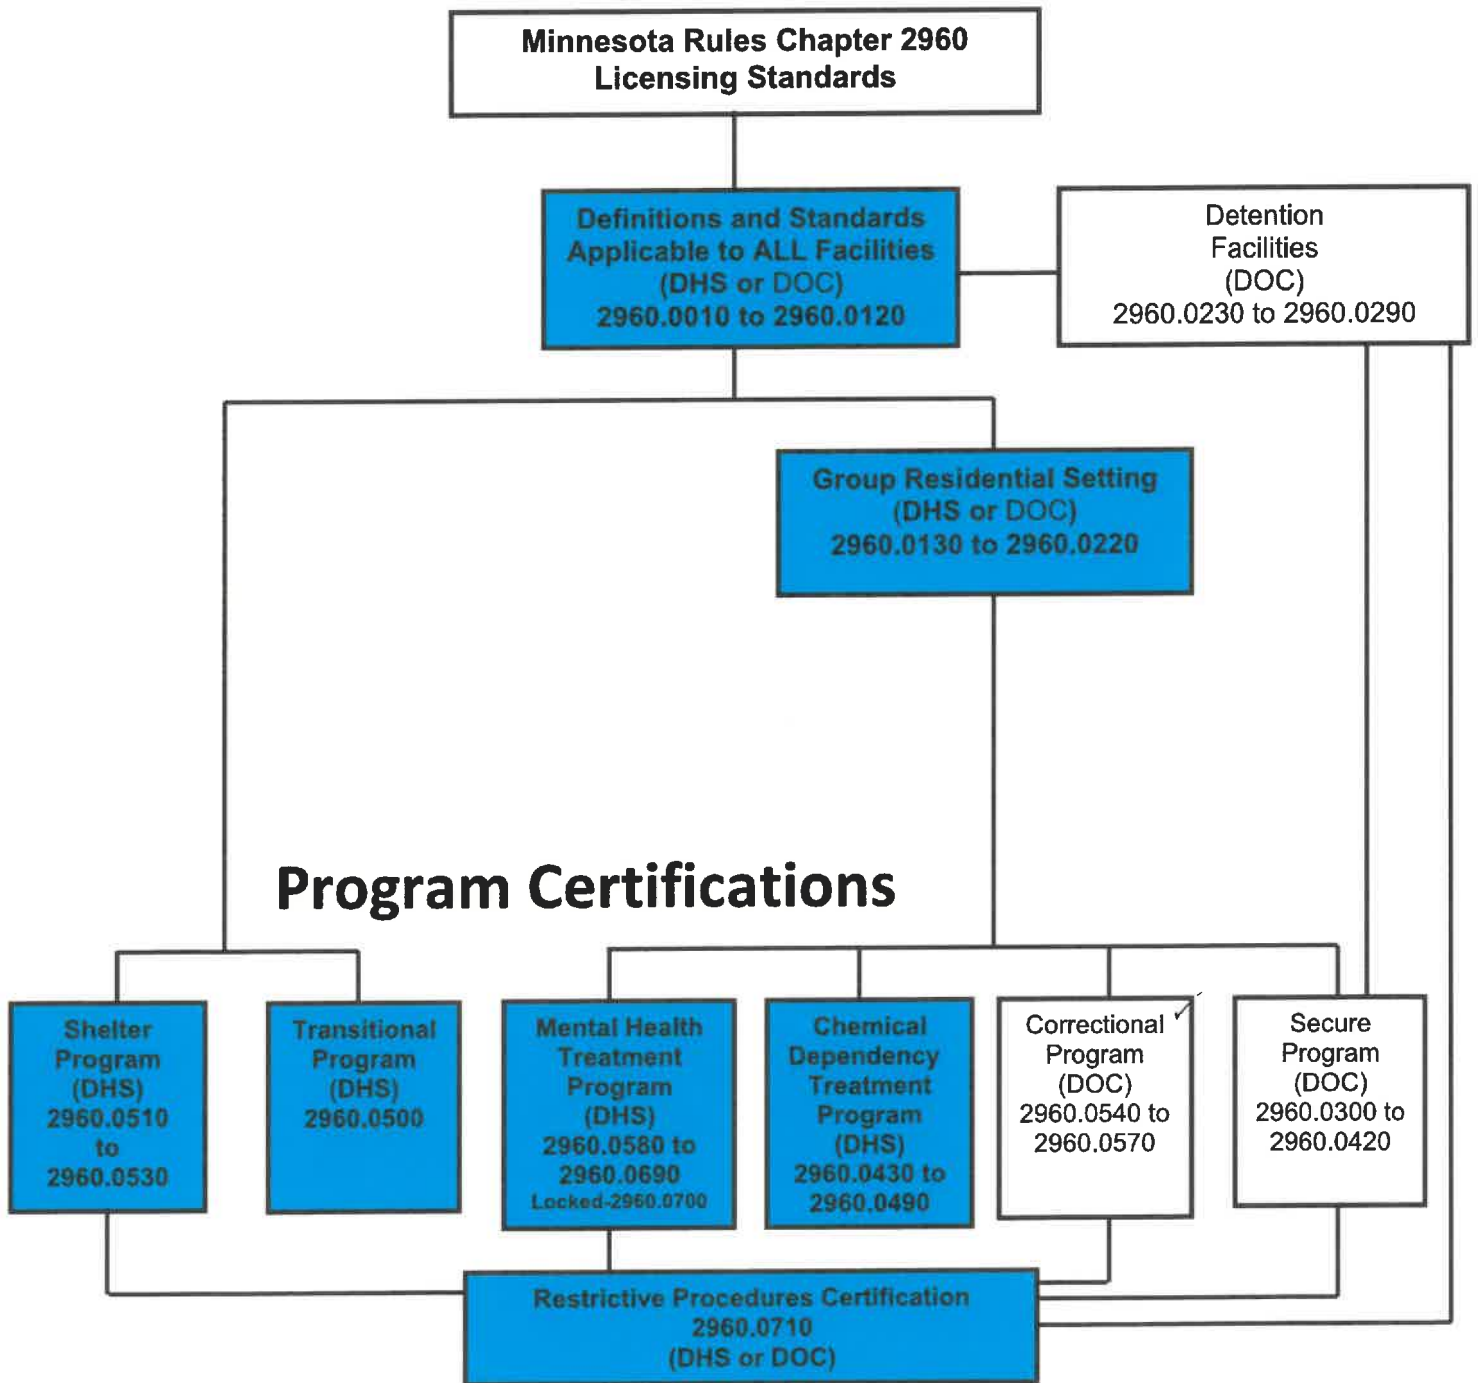 Minnesota Rules Chapter 2960
Licensing Standards
Definitions and Standards
Applicable to ALL Facilities
(DHS or DOC)
2960.0010 to 2960.0120
Detention
Facilities
(DOC)
2960.0230 to 2960.0290
Group Residential Setting
(DHS or DOC)
2960.0130 to 2960.0220
Program Certifications
Shelter
Program
(DHS)
2960.0510
to
2960.0530
Transitional
Program
(DHS)
2960.0500
Mental Health
Treatment
Program
(DHS)
2960.0580 to
2960.0690
Locked-2960.0700
Chemical
Dependency
Treatment
Program
(DHS)
2960.0430 to
2960.0490
Correctional
Program
(DOC)
2960.0540 to
2960.0570
Secure
Program
(DOC)
2960.0300 to
2960.0420
Restrictive Procedures Certification
2960.0710
(DHS or DOC)